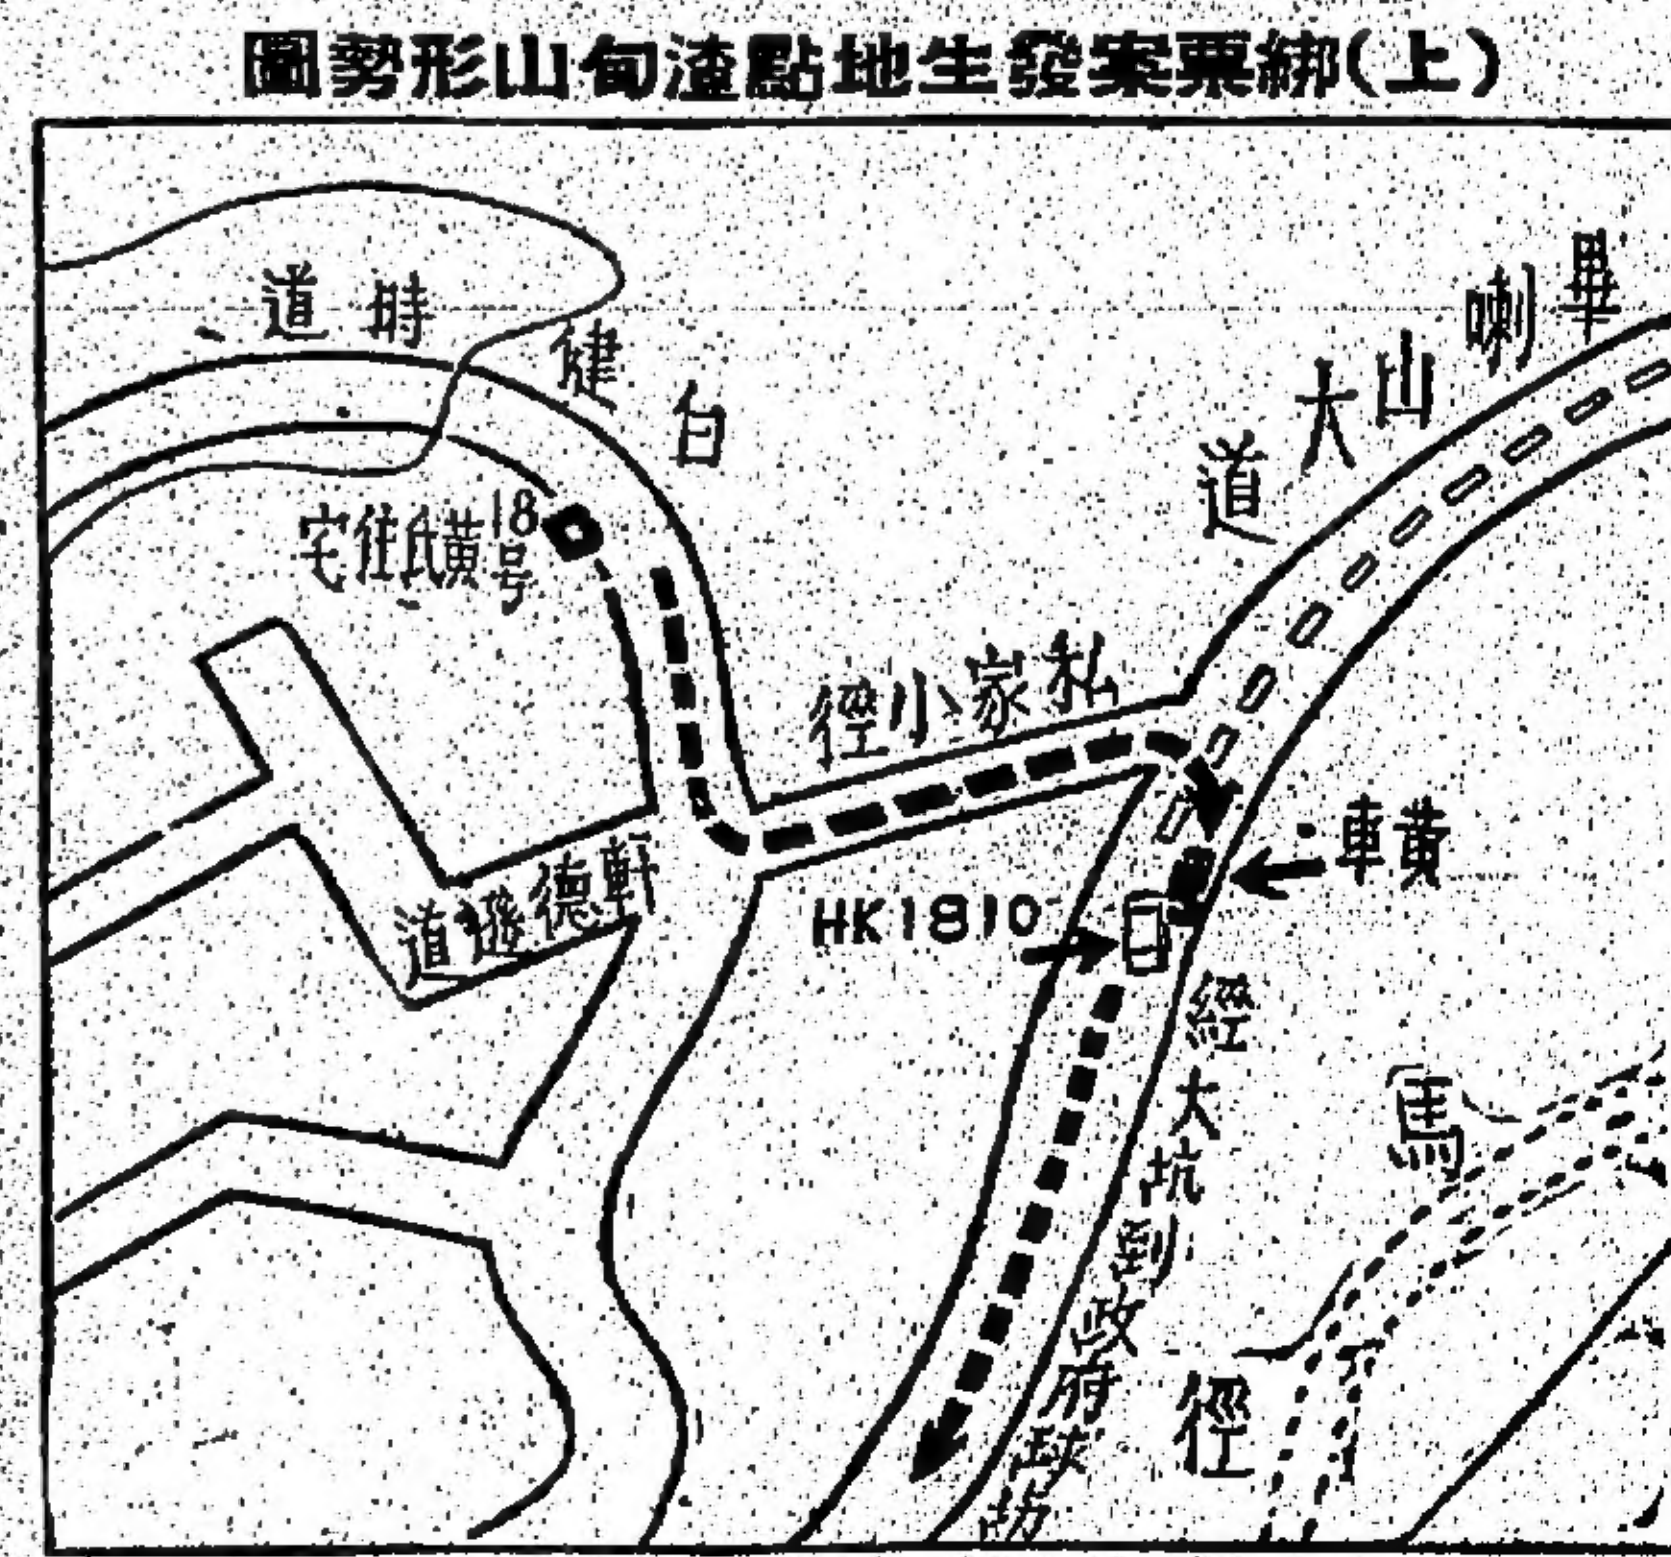 (上)綁票案發生地點渣甸山形勢圖
白健時道
畢喇山大道
18号黃氏住宅
私家小徑
黃車
軒德遜道
HK1810
經大坑到政府球場
馬
徑